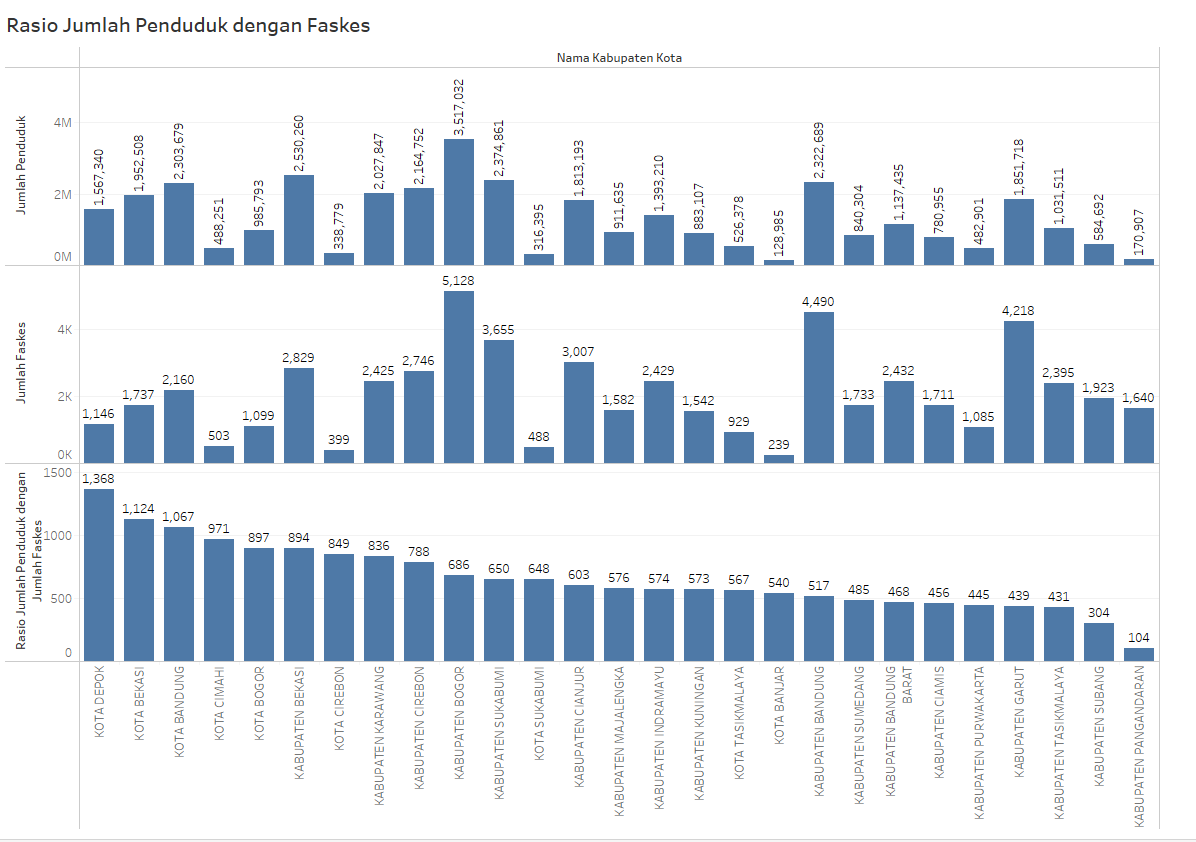 Rasio Jumlah Penduduk dengan Faskes
Nama Kabupaten Kota
Jumlah Penduduk
4M
2M
0M
1,567,340
1,952,508
2,303,679
488,251
985,793
2,530,260
338,779
2,027,847
2,164,752
3,517,032
2,374,861
316,395
1,813,193
911,635
1,393,210
883,107
526,378
128,985
2,322,689
840,304
1,137,435
780,955
482,901
1,851,718
1,031,511
584,692
170,907
Jumlah Faskes
4K
2K
0K
1,146
1,737
2,160
503
1,099
2,829
399
2,425
2,746
5,128
3,655
488
3,007
1,582
2,429
1,542
929
239
4,490
1,733
2,432
1,711
1,085
4,218
2,395
1,923
1,640
Rasio Jumlah Penduduk dengan
Jumlah Faskes
1500
1000
500
0
1,368
1,124
1,067
971
897
894
849
836
788
686
650
648
603
576
574
573
567
540
517
485
468
456
445
439
431
304
104
KOTA DEPOK
KOTA BEKASI
KOTA BANDUNG
KOTA CIMAHI
KOTA BOGOR
KABUPATEN BEKASI
KOTA CIREBON
KABUPATEN KARAWANG
KABUPATEN CIREBON
KABUPATEN BOGOR
KABUPATEN SUKABUMI
KOTA SUKABUMI
KABUPATEN CIANJUR
KABUPATEN MAJALENGKA
KABUPATEN INDRAMAYU
KABUPATEN KUNINGAN
KOTA TASIKMALAYA
KOTA BANJAR
KABUPATEN BANDUNG
KABUPATEN SUMEDANG
KABUPATEN BANDUNG
BARAT
KABUPATEN CIAMIS
KABUPATEN PURWAKARTA
KABUPATEN GARUT
KABUPATEN TASIKMALAYA
KABUPATEN SUBANG
KABUPATEN PANGANDARAN